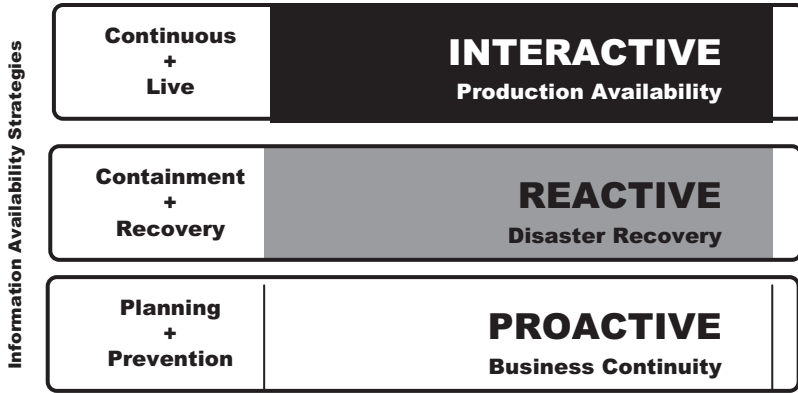 Information Availability Strategies
Continuous
+
Live
INTERACTIVE
Production Availability
Containment
+
Recovery
REACTIVE
Disaster Recovery
Planning
+
Prevention
PROACTIVE
Business Continuity